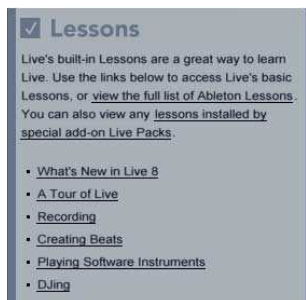 Lessons
Live's built-in Lessons are a great way to learn
Live. Use the links below to access Live's basic
Lessons, or view the full list of Ableton Lessons.
You can also view any lessons installed by
special add-on Live Packs.
▪ What's New in Live 8
▪ A Tour of Live
▪ Recording
▪ Creating Beats
▪ Playing Software Instruments
▪ DJing